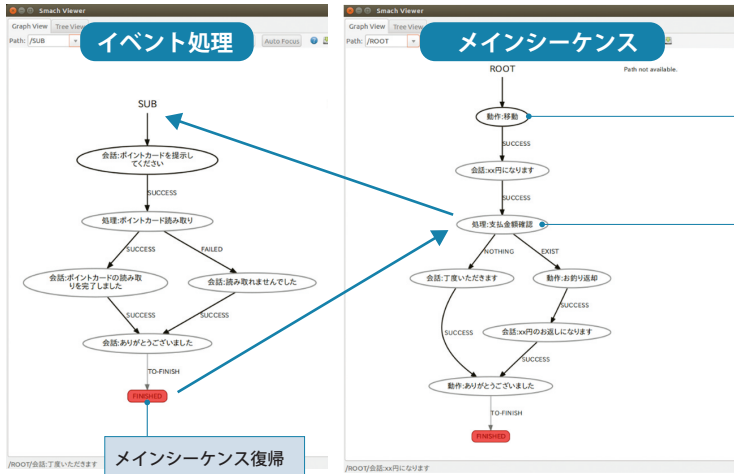 Smach Viewer
Graph View Tree View
Path: /SUB
Auto Focus
イベント処理
SUB
会話:ポイントカードを提示し
てください
SUCCESS
処理:ポイントカード読み取り
SUCCESS
FAILED
会話:ポイントカードの読み取
りを完了しました
会話:読み取れませんでした
SUCCESS
SUCCESS
会話:ありがとうございました
TO-FINISH
FINISHED
メインシーケンス復帰
/ROOT/会話:丁度いただきます
Smach Viewer
Graph View Tree View
Path: /ROOT
メインシーケンス
ROOT
Path not available.
動作:移動
SUCCESS
会話:xx円になります
SUCCESS
処理:支払金額確認
NOTHING
EXIST
会話:丁度いただきます
動作:お釣り返却
SUCCESS
SUCCESS
会話:xx円のお返しになります
SUCCESS
動作:ありがとうございました
TO-FINISH
FINISHED
/ROOT/会話:xx円になります